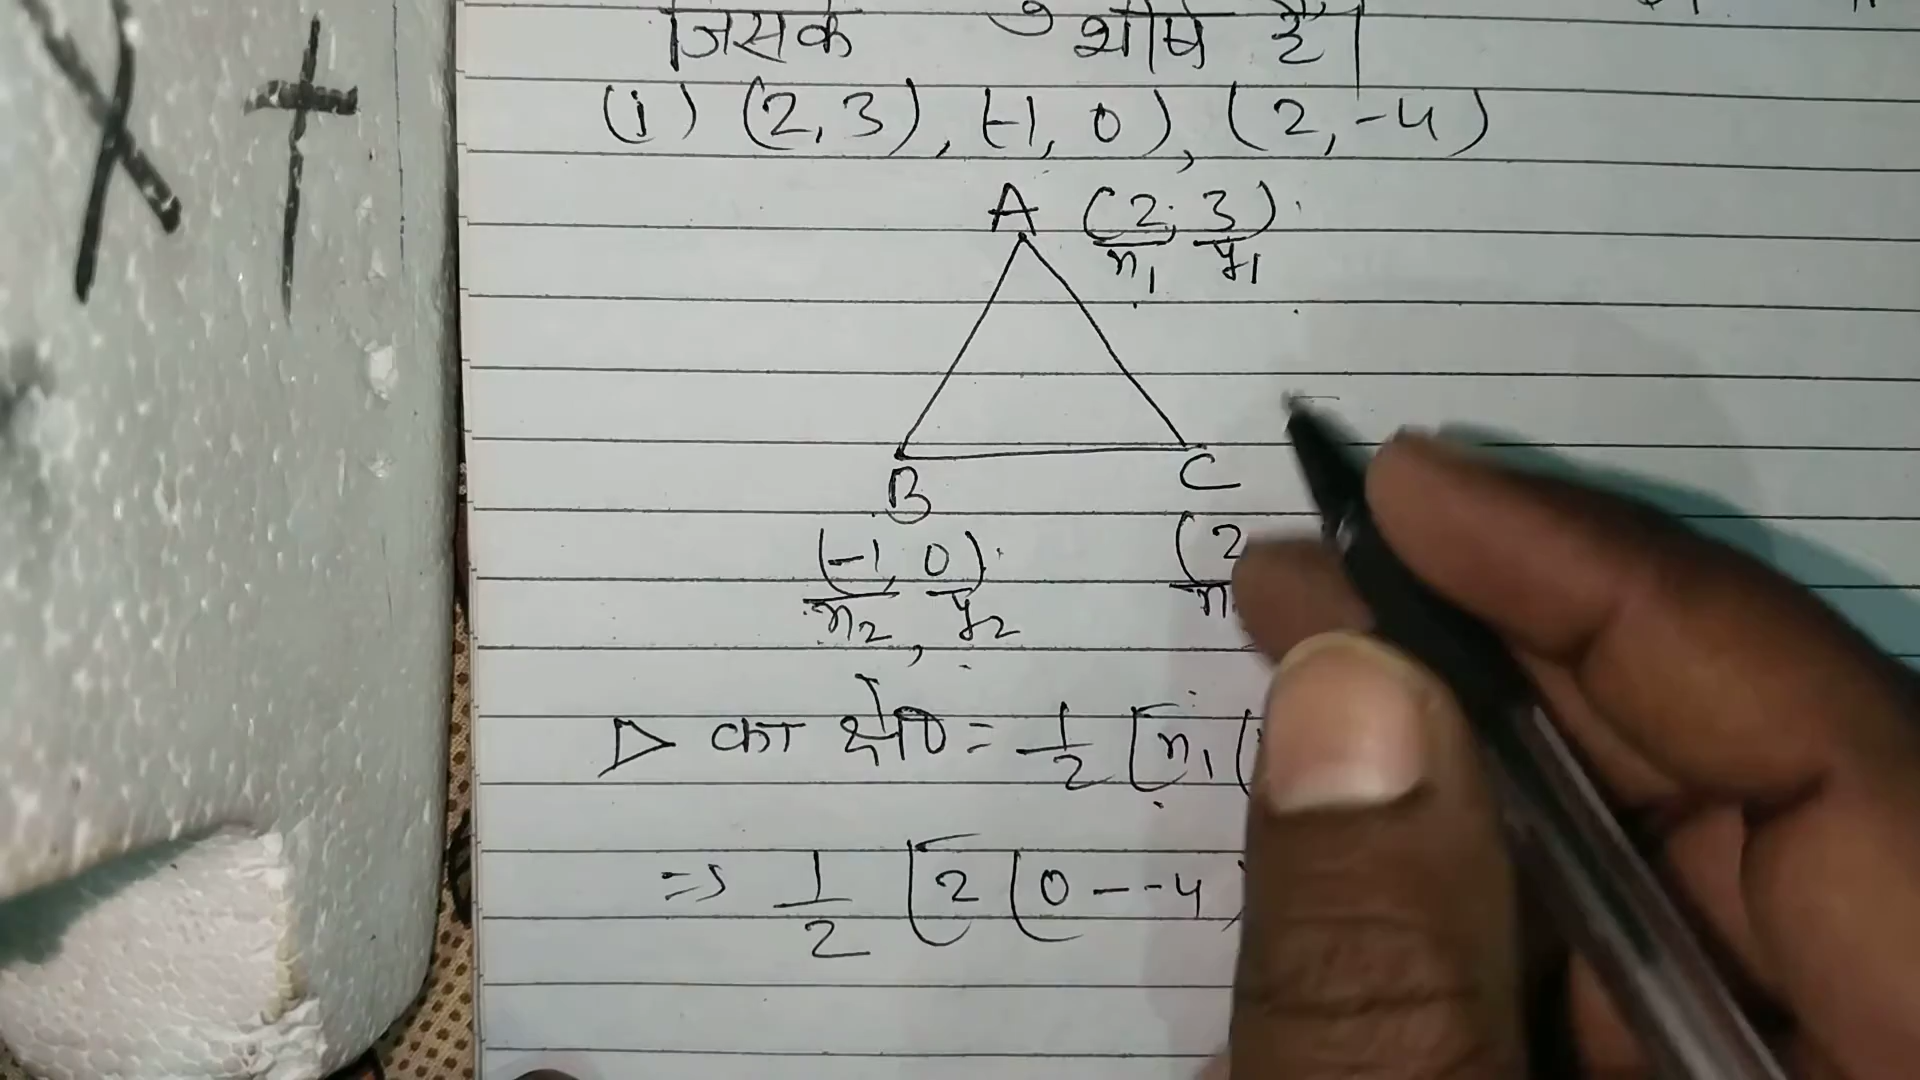 जिसके शीर्ष है।
(i) (2, 3), (-1, 0), (2, -4)
A (2, 3)
x1 y1
B C
(-1, 0) (2
x2, y2 x
▷ का क्षे० = 1/2 [x1 (
=> 1/2 [2 (0 - -4)